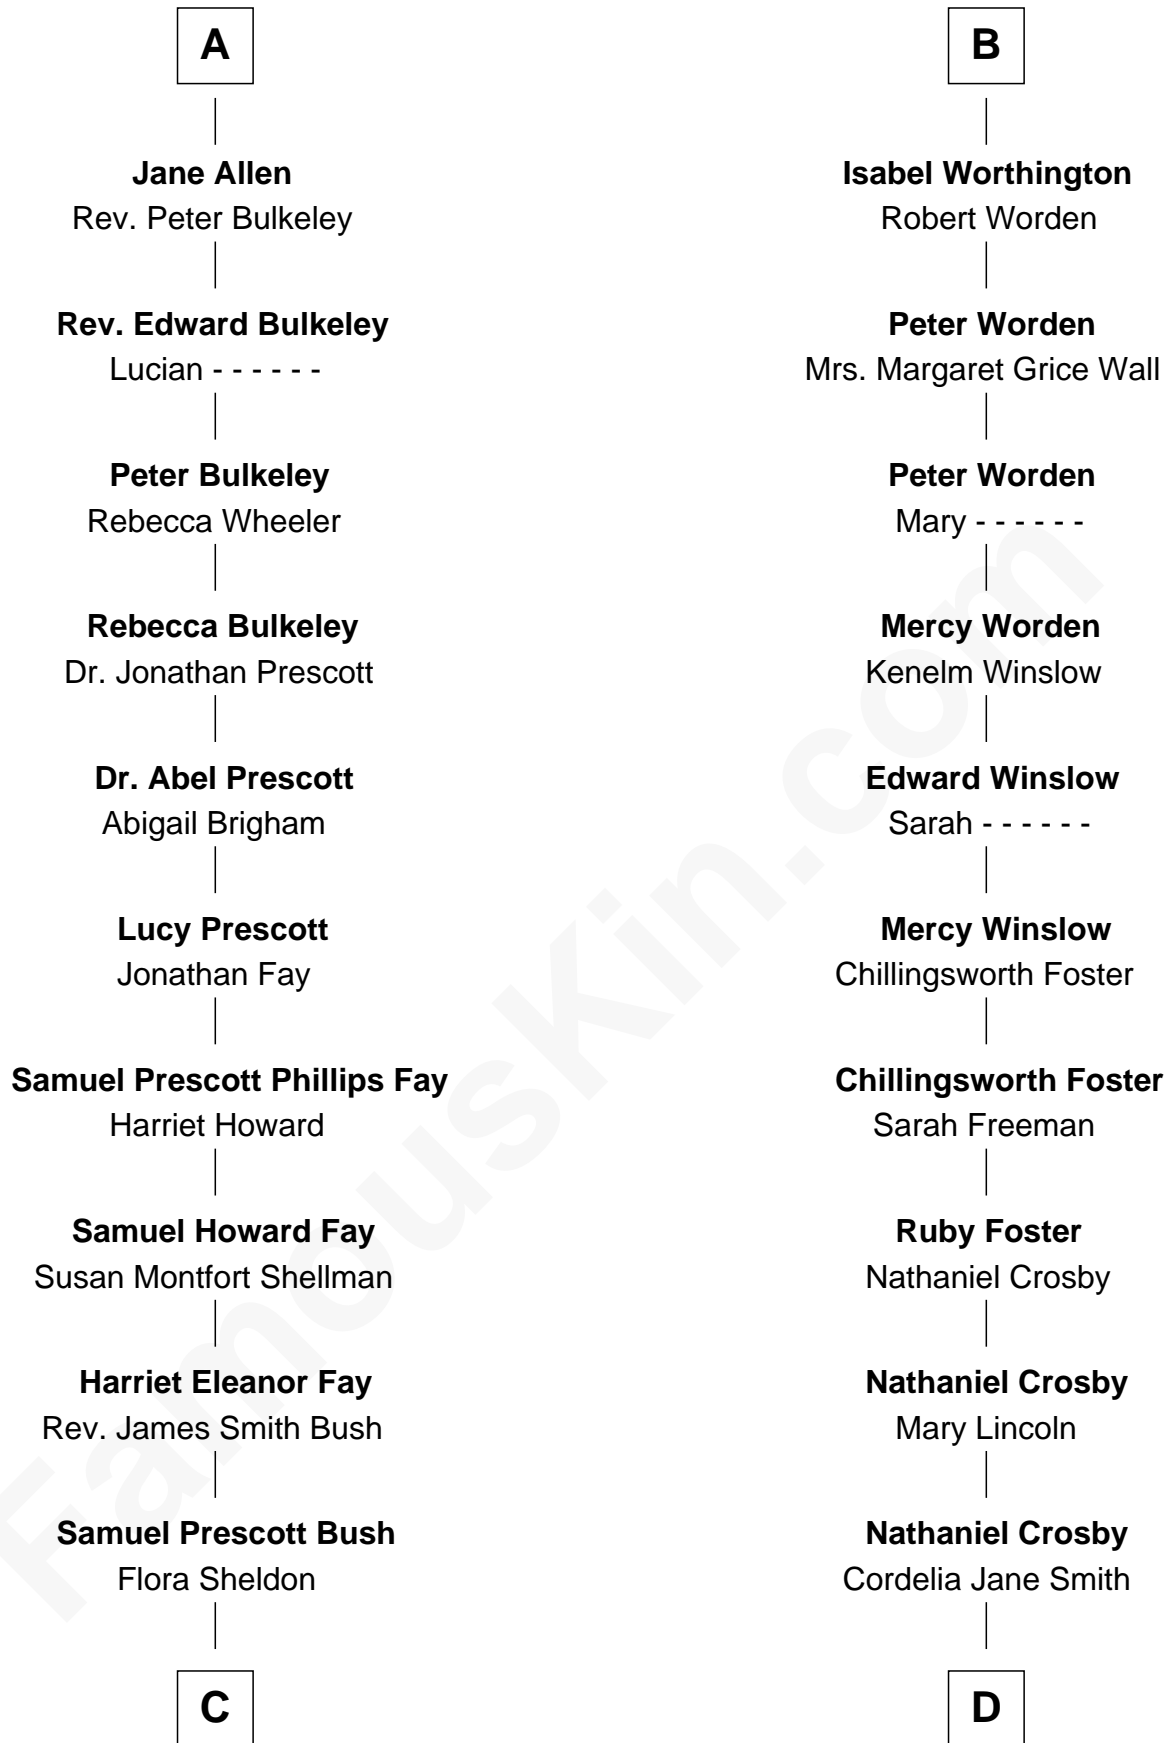 A
Jane Allen
Rev. Peter Bulkeley
Rev. Edward Bulkeley
Lucian - - - - - -
Peter Bulkeley
Rebecca Wheeler
Rebecca Bulkeley
Dr. Jonathan Prescott
Dr. Abel Prescott
Abigail Brigham
Lucy Prescott
Jonathan Fay
Samuel Prescott Phillips Fay
Harriet Howard
Samuel Howard Fay
Susan Montfort Shellman
Harriet Eleanor Fay
Rev. James Smith Bush
Samuel Prescott Bush
Flora Sheldon
C
B
Isabel Worthington
Robert Worden
Peter Worden
Mrs. Margaret Grice Wall
Peter Worden
Mary - - - - - -
Mercy Worden
Kenelm Winslow
Edward Winslow
Sarah - - - - - -
Mercy Winslow
Chillingsworth Foster
Chillingsworth Foster
Sarah Freeman
Ruby Foster
Nathaniel Crosby
Nathaniel Crosby
Mary Lincoln
Nathaniel Crosby
Cordelia Jane Smith
D
FamousKin.com